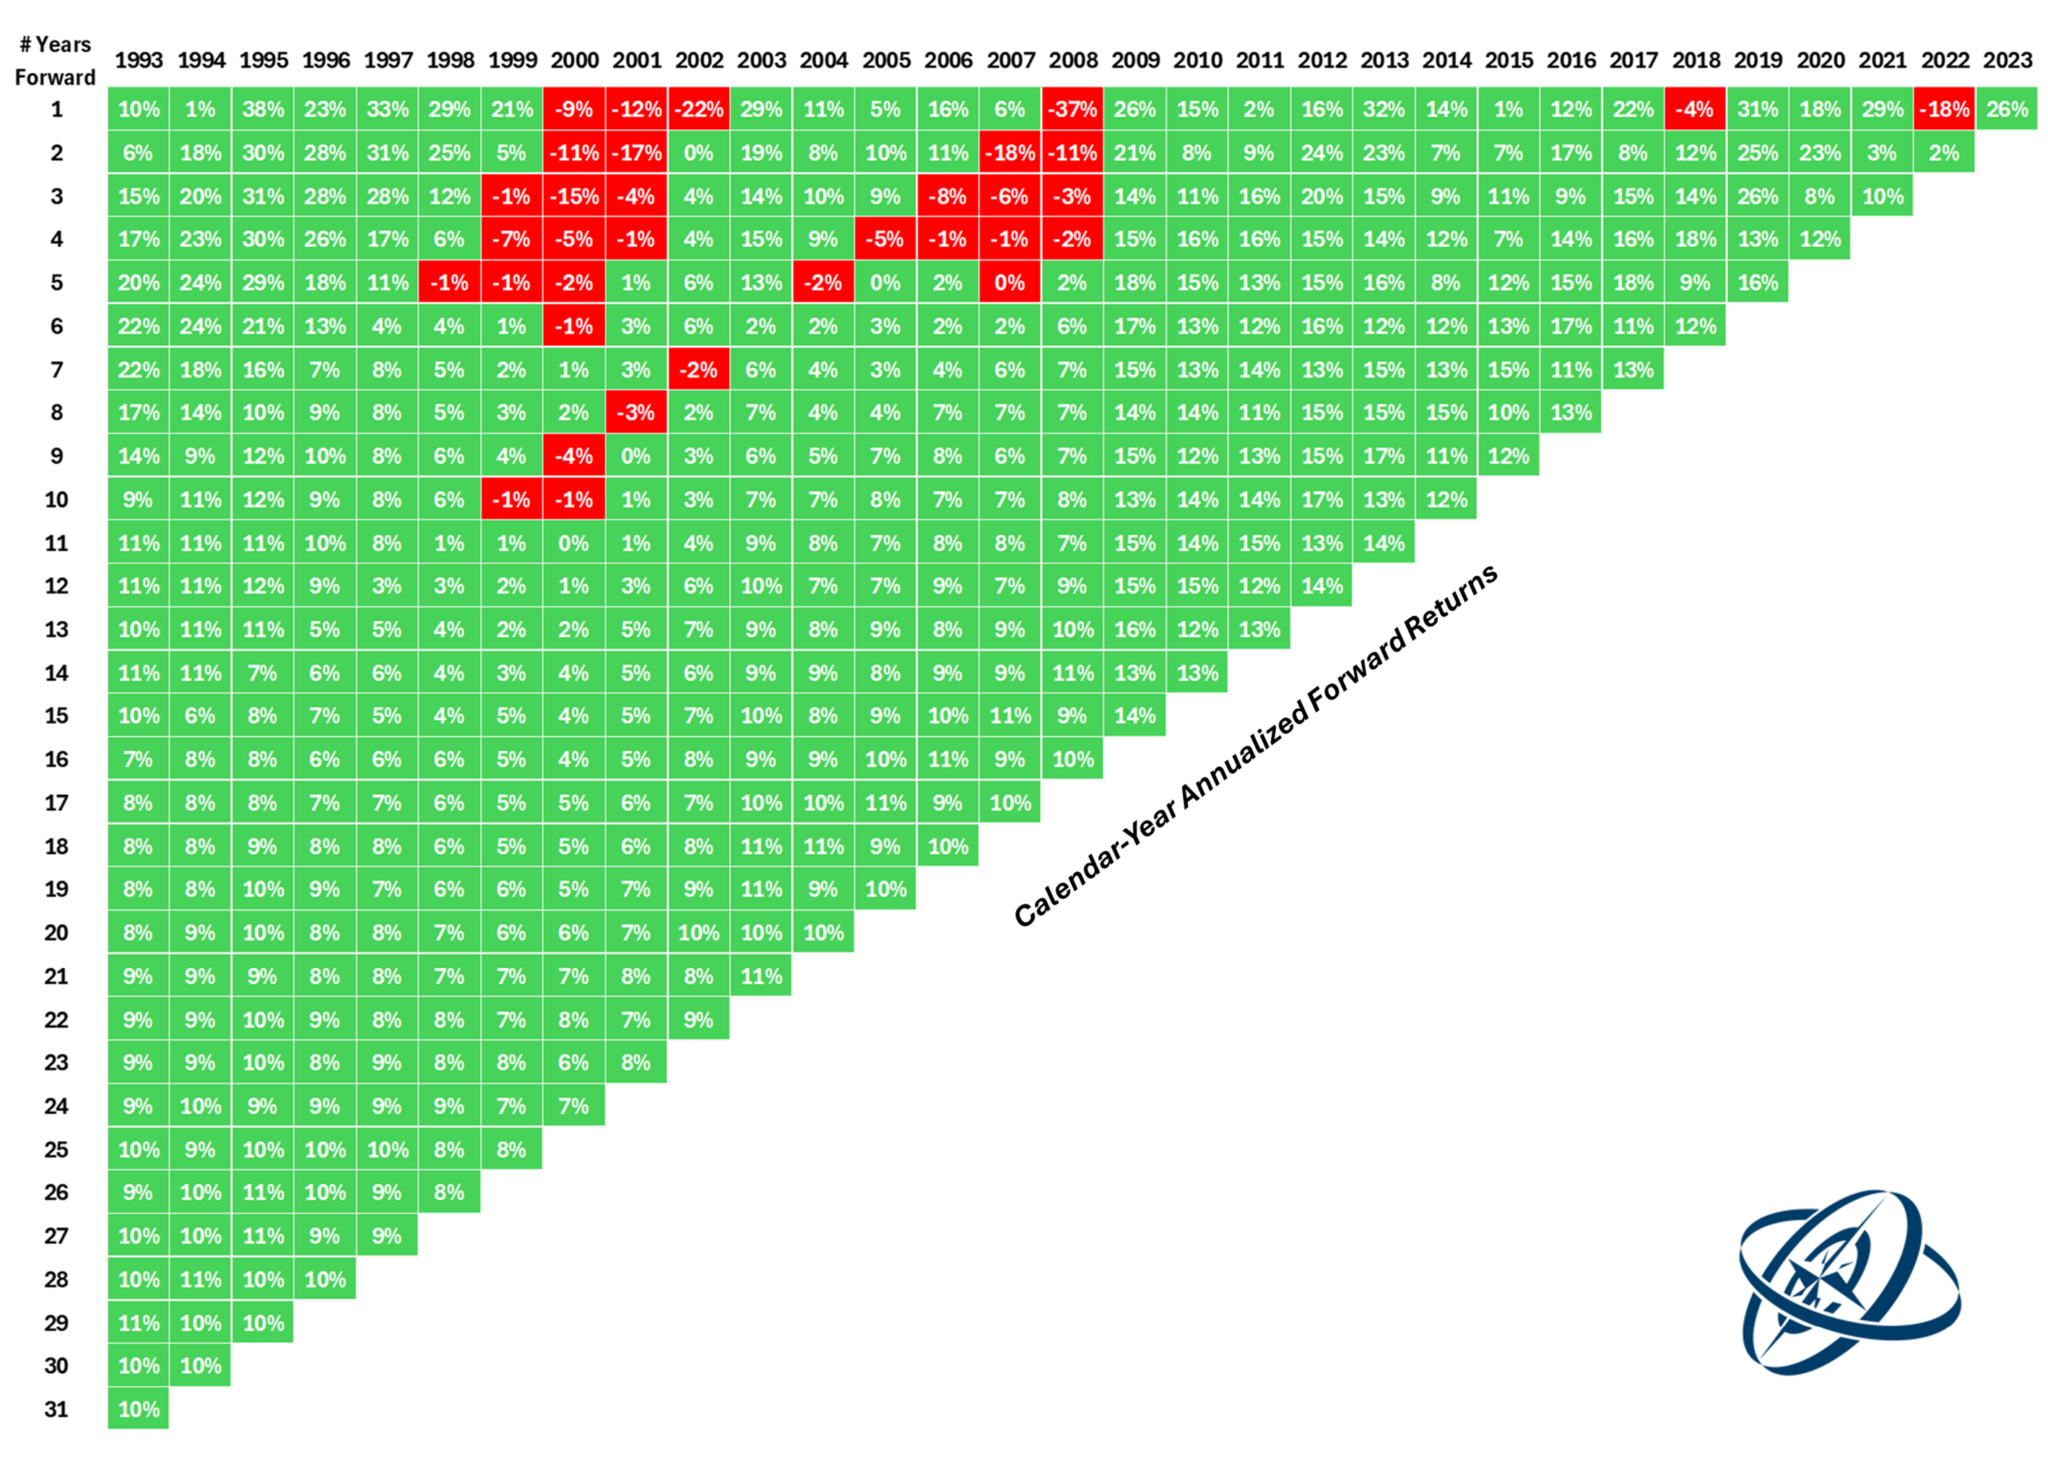 # Years
Forward 1993 1994 1995 1996 1997 1998 1999 2000 2001 2002 2003 2004 2005 2006 2007 2008 2009 2010 2011 2012 2013 2014 2015 2016 2017 2018 2019 2020 2021 2022 2023
1 10% 1% 38% 23% 33% 29% 21% -9% -12% -22% 29% 11% 5% 16% 6% -37% 26% 15% 2% 16% 32% 14% 1% 12% 22% -4% 31% 18% 29% -18% 26%
2 6% 18% 30% 28% 31% 25% 5% -11% -17% 0% 19% 8% 10% 11% -18% -11% 21% 8% 9% 24% 23% 7% 7% 17% 8% 12% 25% 23% 3% 2%
3 15% 20% 31% 28% 28% 12% -1% -15% -4% 4% 14% 10% 9% -8% -6% -3% 14% 11% 16% 20% 15% 9% 11% 9% 15% 14% 26% 8% 10%
4 17% 23% 30% 26% 17% 6% -7% -5% -1% 4% 15% 9% -5% -1% -1% -2% 15% 16% 16% 15% 14% 12% 7% 14% 16% 18% 13% 12%
5 20% 24% 29% 18% 11% -1% -1% -2% 1% 6% 13% -2% 0% 2% 0% 2% 18% 15% 13% 15% 16% 8% 12% 15% 18% 9% 16%
6 22% 24% 21% 13% 4% 4% 1% -1% 3% 6% 2% 2% 3% 2% 2% 6% 17% 13% 12% 16% 12% 12% 13% 17% 11% 12%
7 22% 18% 16% 7% 8% 5% 2% 1% 3% -2% 6% 4% 3% 4% 6% 7% 15% 13% 14% 13% 15% 13% 15% 11% 13%
8 17% 14% 10% 9% 8% 5% 3% 2% -3% 2% 7% 4% 4% 7% 7% 7% 14% 14% 11% 15% 15% 15% 10% 13%
9 14% 9% 12% 10% 8% 6% 4% -4% 0% 3% 6% 5% 7% 8% 6% 7% 15% 12% 13% 15% 17% 11% 12%
10 9% 11% 12% 9% 8% 6% -1% -1% 1% 3% 7% 7% 8% 7% 7% 8% 13% 14% 14% 17% 13% 12%
11 11% 11% 11% 10% 8% 1% 1% 0% 1% 4% 9% 8% 7% 8% 8% 7% 15% 14% 15% 13% 14%
12 11% 11% 12% 9% 3% 3% 2% 1% 3% 6% 10% 7% 7% 9% 7% 9% 15% 15% 12% 14%
13 10% 11% 11% 5% 5% 4% 2% 2% 5% 7% 9% 8% 9% 8% 9% 10% 16% 12% 13%
14 11% 11% 7% 6% 6% 4% 3% 4% 5% 6% 9% 9% 8% 9% 9% 11% 13% 13%
15 10% 6% 8% 7% 5% 4% 5% 4% 5% 7% 10% 8% 9% 10% 11% 9% 14%
16 7% 8% 8% 6% 6% 6% 5% 4% 5% 8% 9% 9% 10% 11% 9% 10%
17 8% 8% 8% 7% 7% 6% 5% 5% 6% 7% 10% 10% 11% 9% 10%
18 8% 8% 9% 8% 8% 6% 5% 5% 6% 8% 11% 11% 9% 10%
19 8% 8% 10% 9% 7% 6% 6% 5% 7% 9% 11% 9% 10%
20 8% 9% 10% 8% 8% 7% 6% 6% 7% 10% 10% 10%
21 9% 9% 9% 8% 8% 7% 7% 7% 8% 8% 11%
22 9% 9% 10% 9% 8% 8% 7% 8% 7% 9%
23 9% 9% 10% 8% 9% 8% 8% 6% 8%
24 9% 10% 9% 9% 9% 9% 7% 7%
25 10% 9% 10% 10% 10% 8% 8%
26 9% 10% 11% 10% 9% 8%
27 10% 10% 11% 9% 9%
28 10% 11% 10% 10%
29 11% 10% 10%
30 10% 10%
31 10%
Calendar-Year Annualized Forward Returns